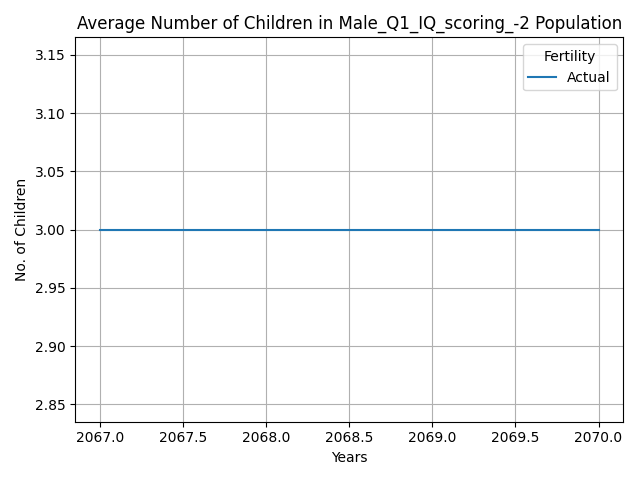 Average Number of Children in Male_Q1_IQ_scoring_-2 Population
Fertility
Actual
3.15
3.10
3.05
3.00
2.95
2.90
2.85
No. of Children
2067.0 2067.5 2068.0 2068.5 2069.0 2069.5 2070.0
Years